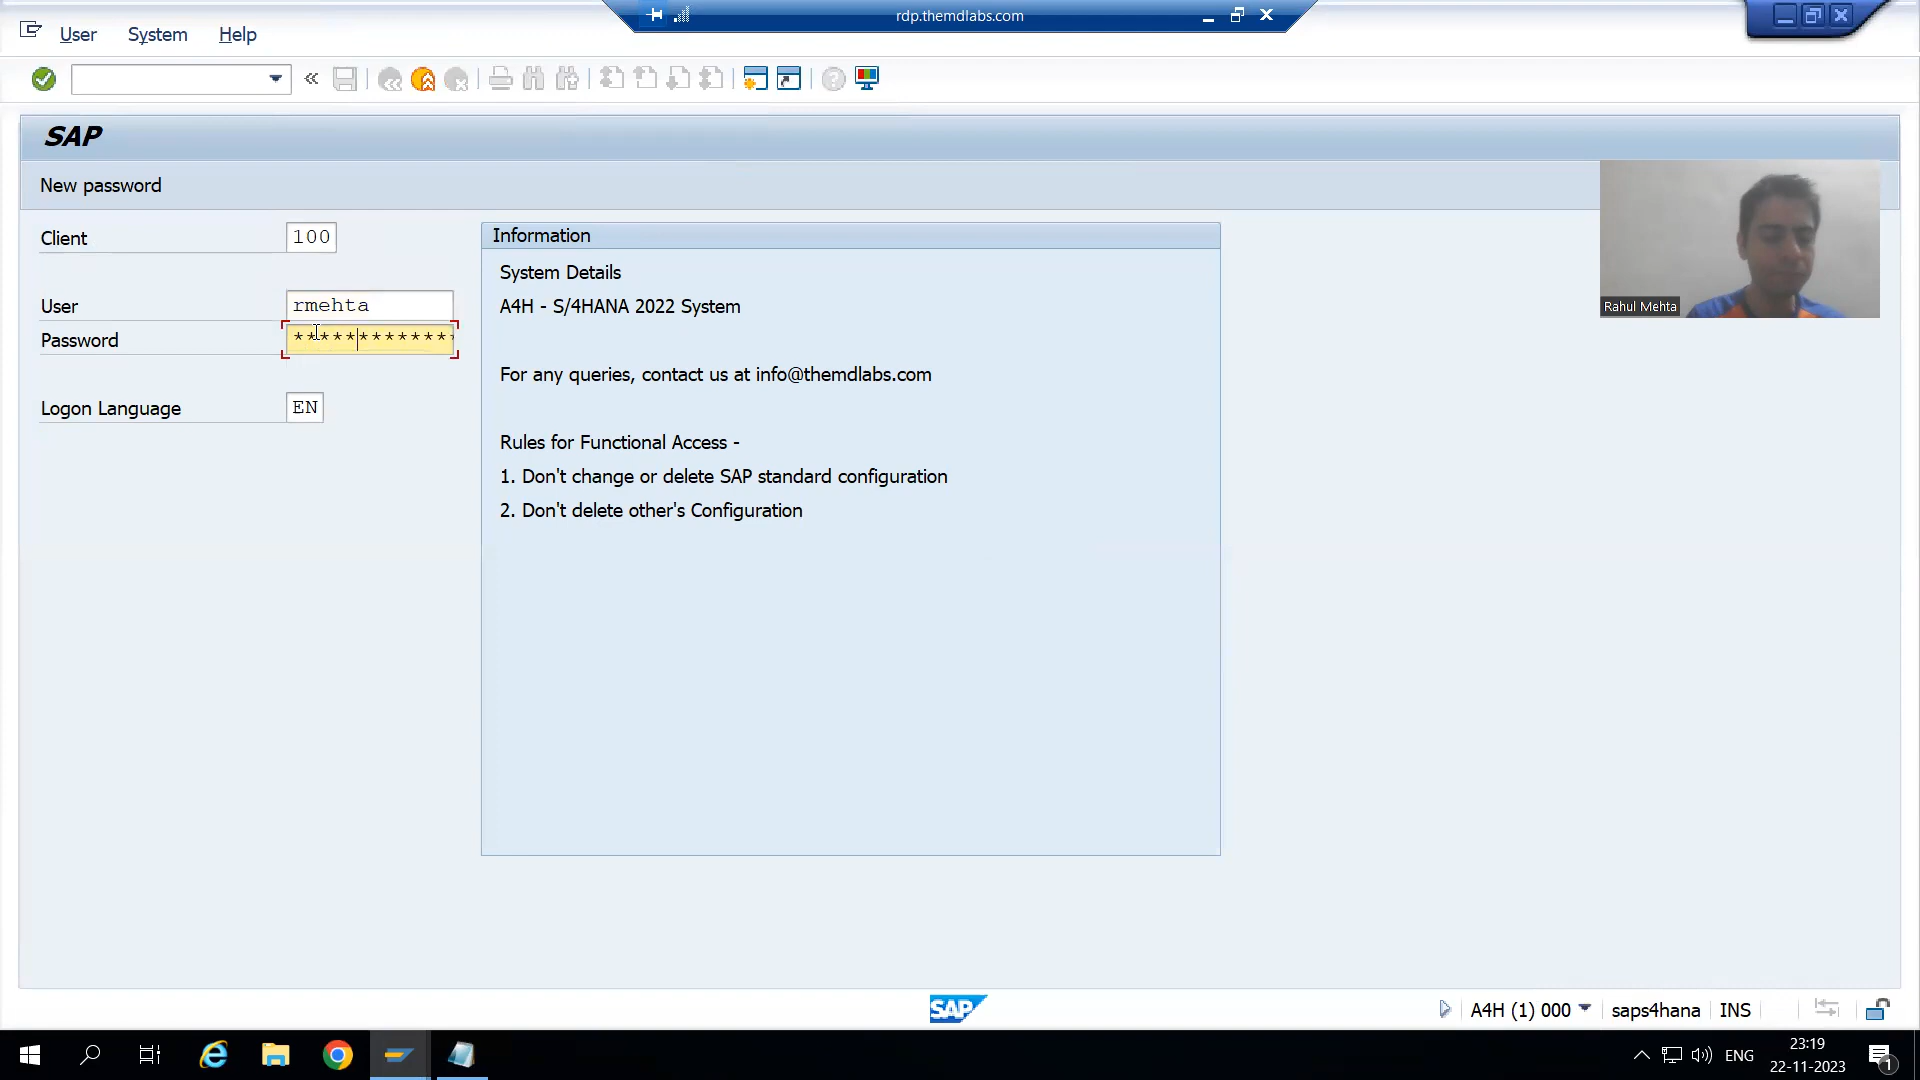 rdp.themdlabs.com
User System Help
SAP
New password
Client 100
User rmehta
Password ******************
Logon Language EN
Information
System Details
A4H - S/4HANA 2022 System
For any queries, contact us at info@themdlabs.com
Rules for Functional Access -
1. Don't change or delete SAP standard configuration
2. Don't delete other's Configuration
Rahul Mehta
SAP
A4H (1) 000 saps4hana INS
ENG
23:19
22-11-2023
1